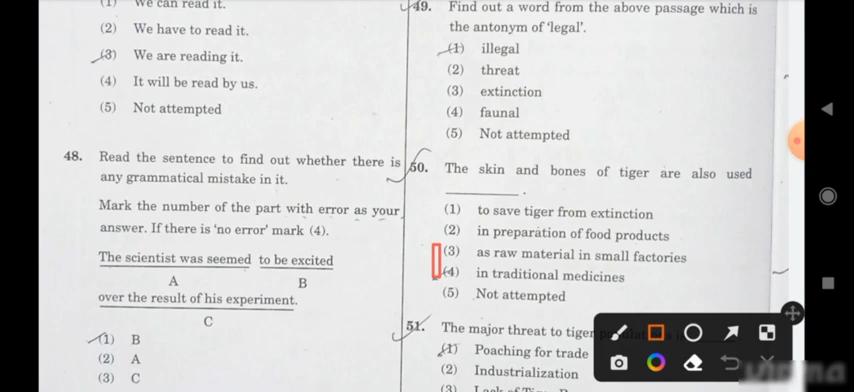 (1) We can read it.
(2) We have to read it.
(3) We are reading it.
(4) It will be read by us.
(5) Not attempted
48. Read the sentence to find out whether there is
any grammatical mistake in it.
Mark the number of the part with error as your
answer. If there is 'no error' mark (4).
The scientist was seemed to be excited
A B
over the result of his experiment.
C
(1) B
(2) A
(3) C
49. Find out a word from the above passage which is
the antonym of 'legal'.
(1) illegal
(2) threat
(3) extinction
(4) faunal
(5) Not attempted
50. The skin and bones of tiger are also used
____________ .
(1) to save tiger from extinction
(2) in preparation of food products
(3) as raw material in small factories
(4) in traditional medicines
(5) Not attempted
51. The major threat to tiger
(1) Poaching for trade
(2) Industrialization
(3)